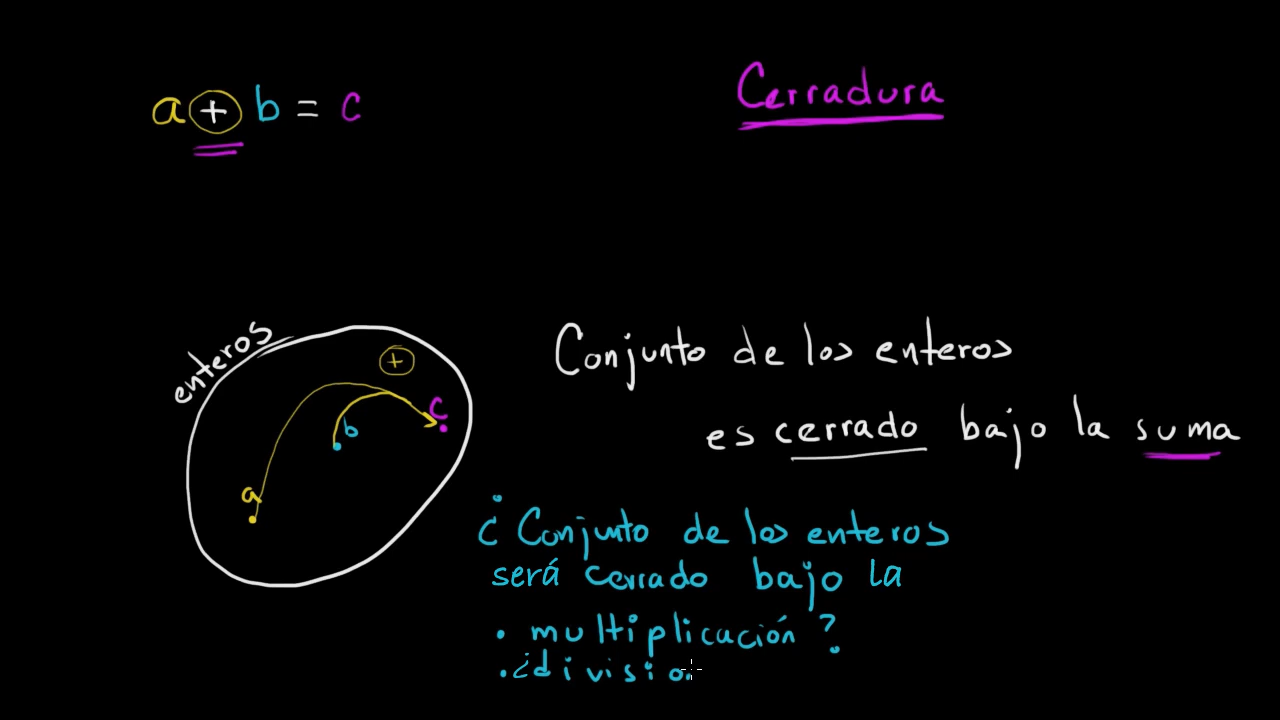 a + b = c
Cerradura
enteros
+
c
b
a
Conjunto de los enteros
es cerrado bajo la suma
¿ Conjunto de los enteros
será cerrado bajo la
• multiplicación ?
• ¿divisio